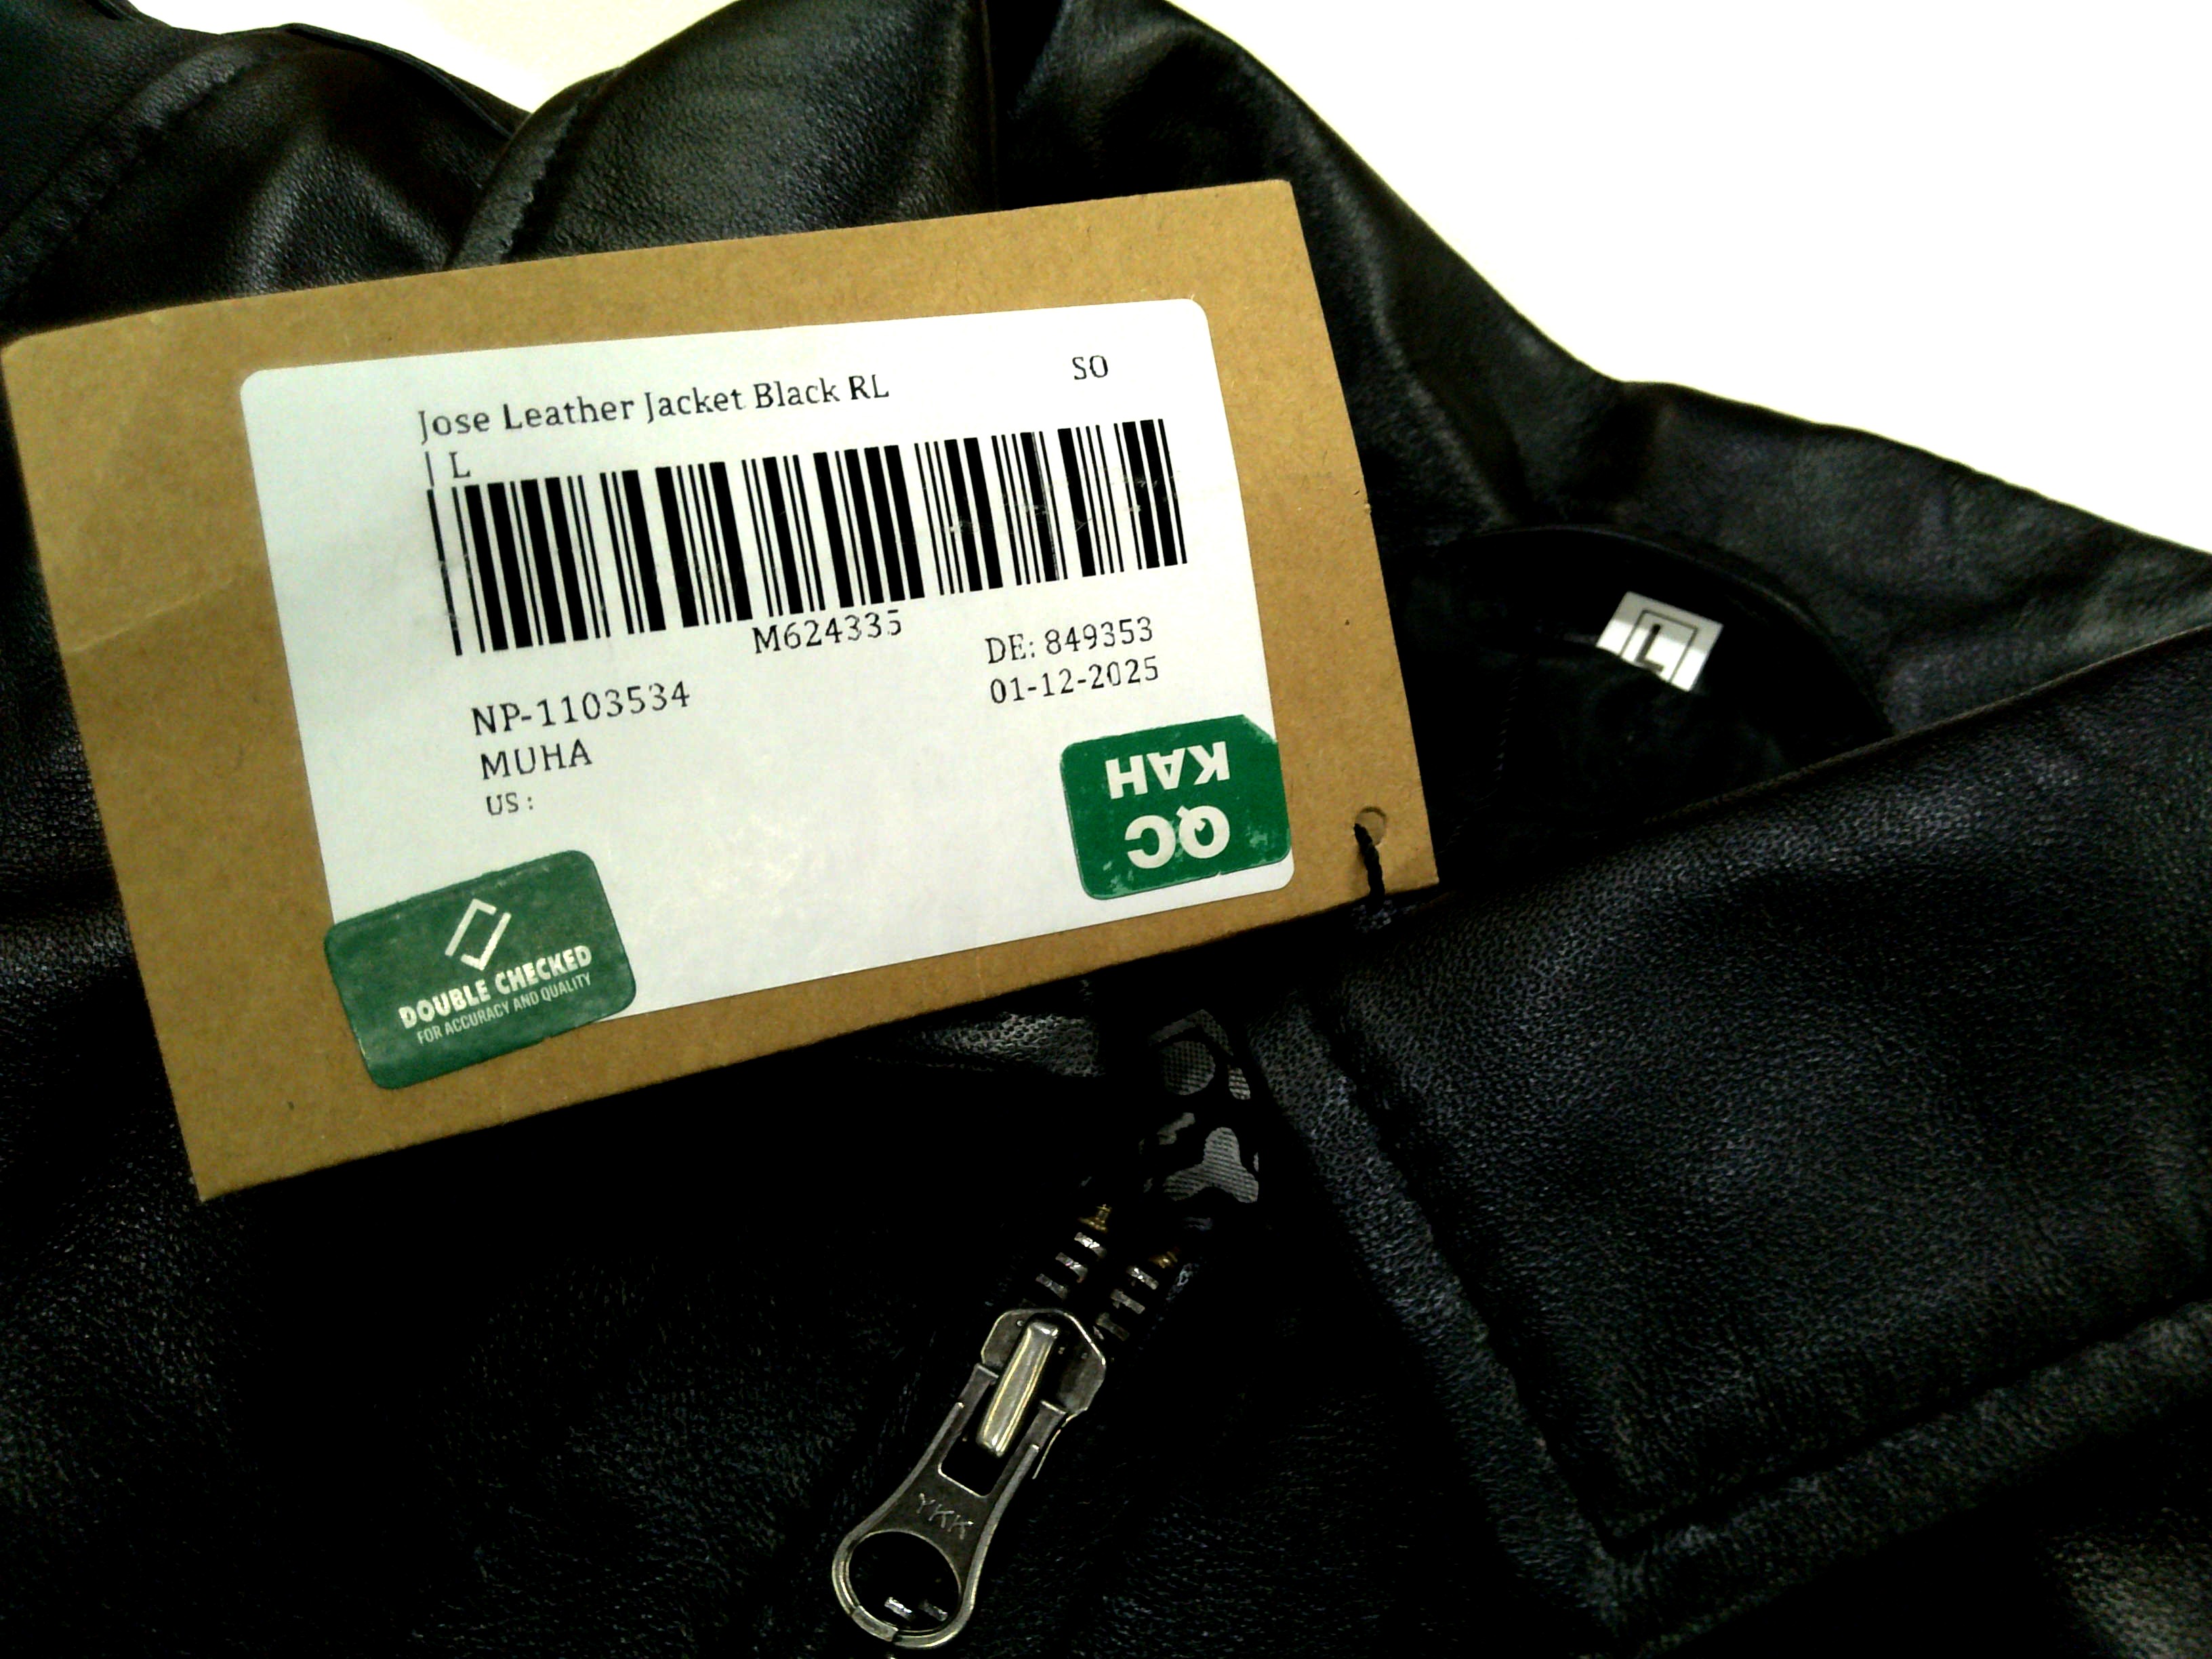 Jose Leather Jacket Black RL
| L
SO
M624335
NP-1103534
MUHA
US :
DE: 849353
01-12-2025
QC
KAH
DOUBLE CHECKED
FOR ACCURACY AND QUALITY
L
YKK